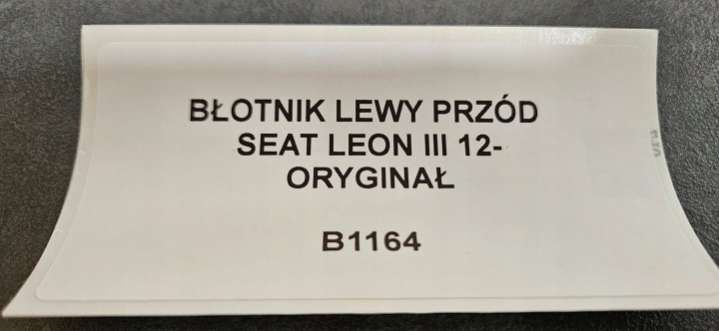 BŁOTNIK LEWY PRZÓD
SEAT LEON III 12-
ORYGINAŁ
B1164